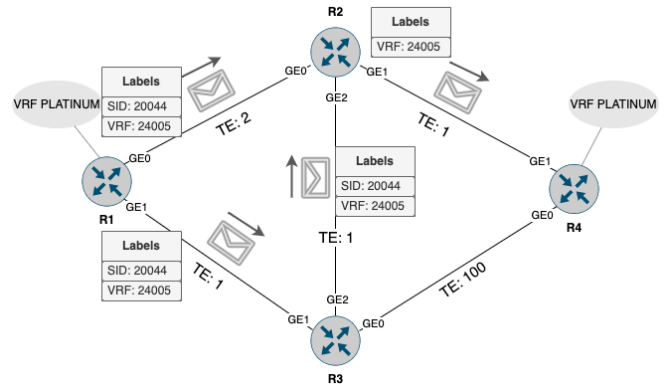 R2
Labels
VRF: 24005
Labels
SID: 20044
VRF: 24005
GE0
GE1
GE2
VRF PLATINUM
VRF PLATINUM
TE: 2
TE: 1
Labels
SID: 20044
VRF: 24005
GE0
GE1
R1
GE1
GE0
R4
Labels
SID: 20044
VRF: 24005
TE: 1
TE: 1
TE: 100
GE2
GE1
GE0
R3